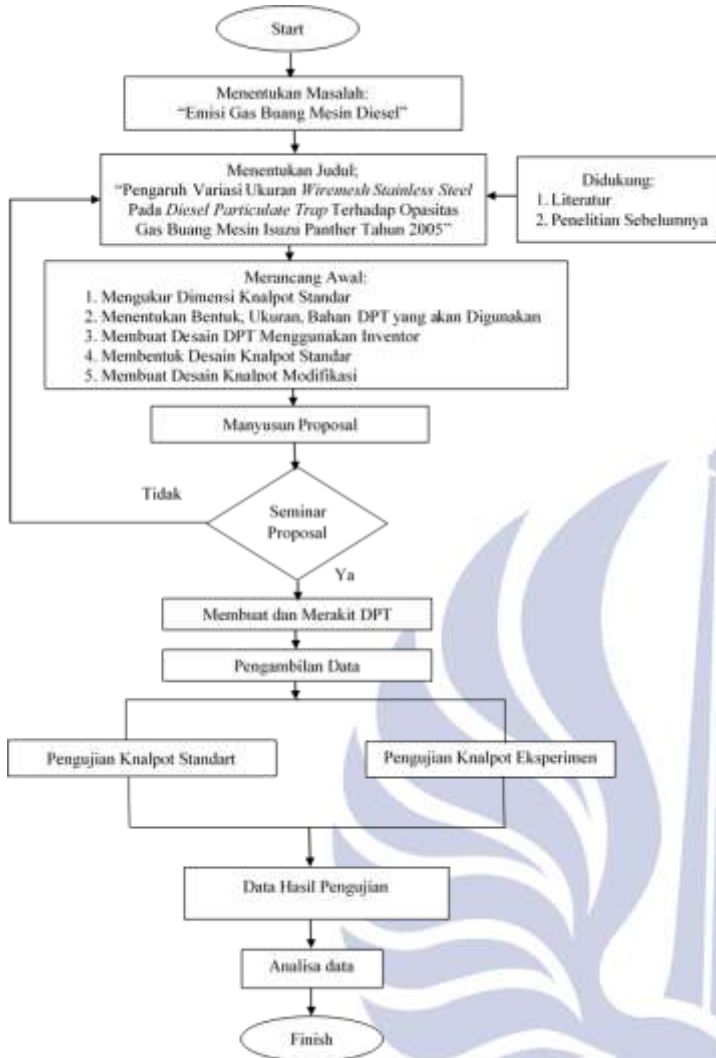 Start
Menentukan Masalah:
“Emisi Gas Buang Mesin Diesel”
Menentukan Judul;
“Pengaruh Variasi Ukuran Wiremesh Stainless Steel
Pada Diesel Particulate Trap Terhadap Opasitas
Gas Buang Mesin Isuzu Panther Tahun 2005”
Didukung:
1. Literatur
2. Penelitian Sebelumnya
Merancang Awal:
1. Mengukur Dimensi Knalpot Standar
2. Menentukan Bentuk, Ukuran, Bahan DPT yang akan Digunakan
3. Membuat Desain DPT Menggunakan Inventor
4. Membentuk Desain Knalpot Standar
5. Membuat Desain Knalpot Modifikasi
Manyusun Proposal
Tidak
Seminar
Proposal
Ya
Membuat dan Merakit DPT
Pengambilan Data
Pengujian Knalpot Standart
Pengujian Knalpot Eksperimen
Data Hasil Pengujian
Analisa data
Finish